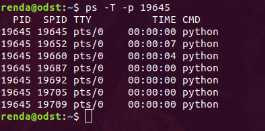 renda@odst:~$ ps -T -p 19645
  PID  SPID TTY          TIME CMD
19645 19645 pts/0    00:00:00 python
19645 19652 pts/0    00:00:07 python
19645 19660 pts/0    00:00:04 python
19645 19687 pts/0    00:00:00 python
19645 19692 pts/0    00:00:00 python
19645 19705 pts/0    00:00:00 python
19645 19709 pts/0    00:00:00 python
renda@odst:~$